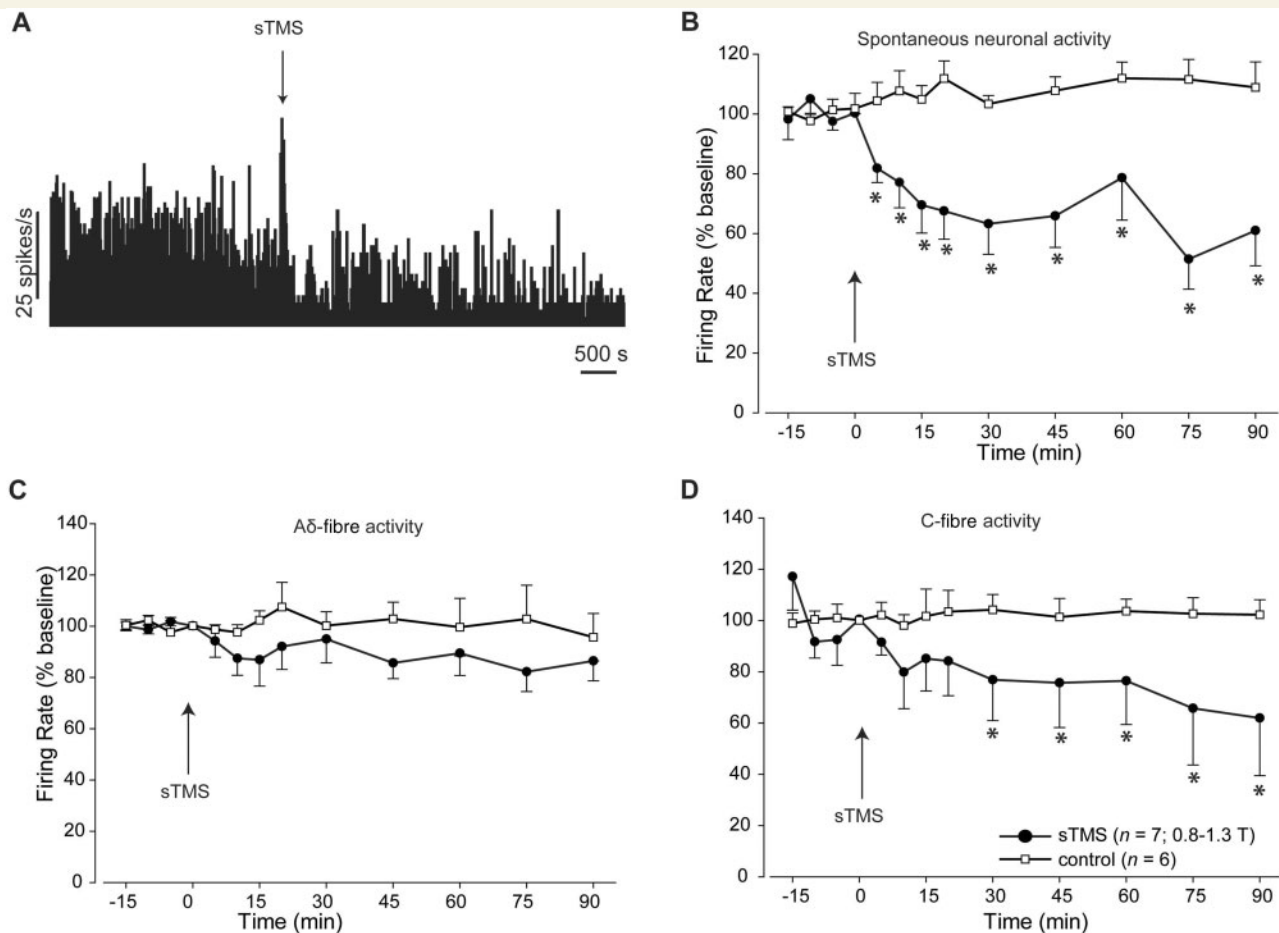 A
sTMS
25 spikes/s
500 s
B
Spontaneous neuronal activity
Firing Rate (% baseline)
120
100
80
60
40
20
0
* * * * * * * * *
sTMS
-15 0 15 30 45 60 75 90
Time (min)
C
Aδ-fibre activity
Firing Rate (% baseline)
140
120
100
80
60
40
20
0
sTMS
-15 0 15 30 45 60 75 90
Time (min)
D
C-fibre activity
140
120
100
80
60
40
20
0
* * * * *
sTMS
sTMS (n = 7; 0.8-1.3 T)
control (n = 6)
-15 0 15 30 45 60 75 90
Time (min)